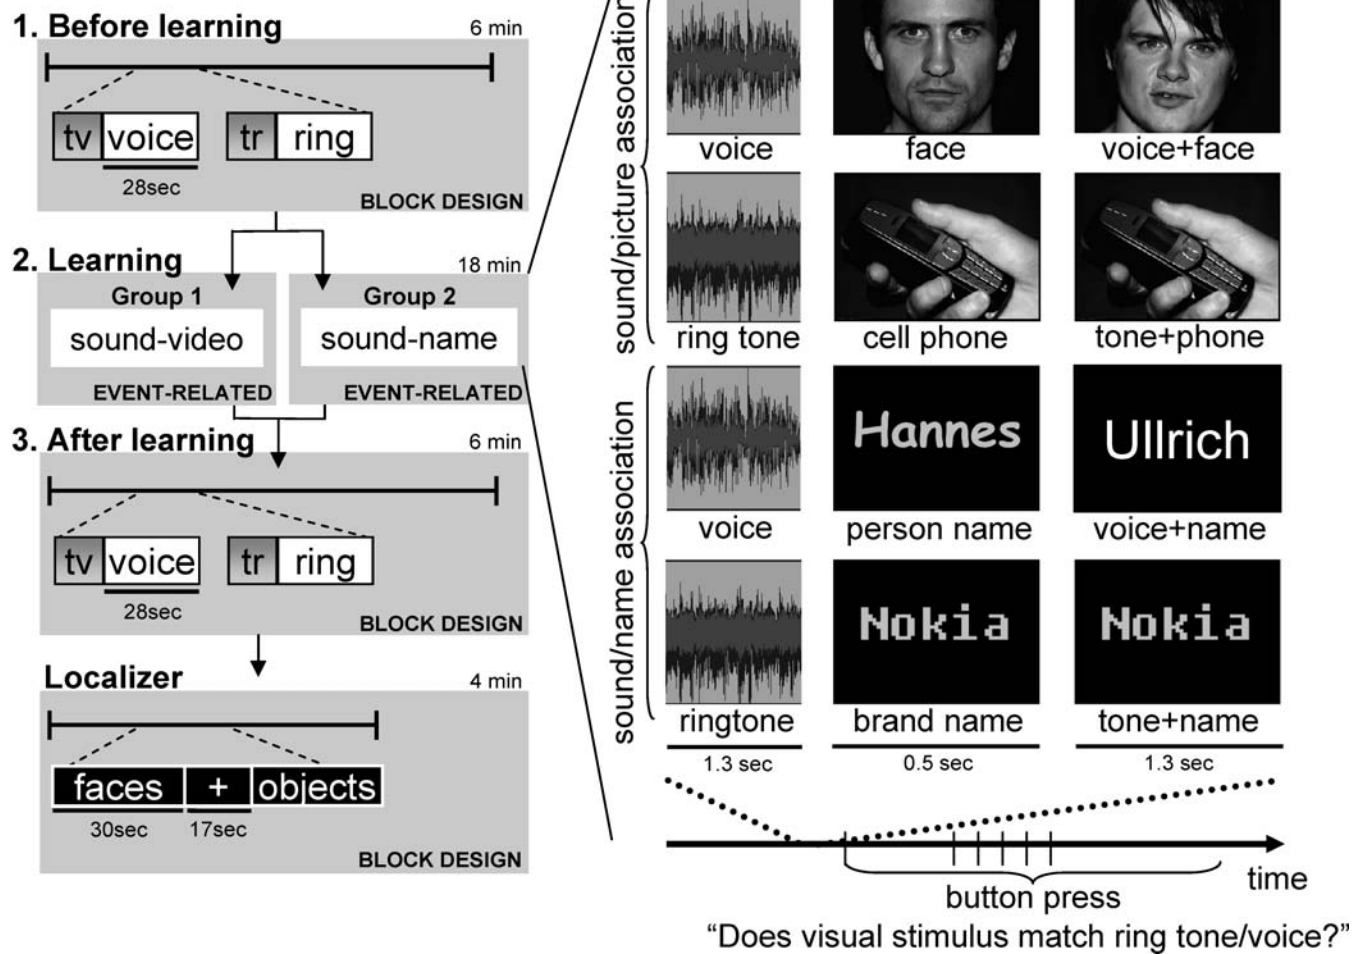 1. Before learning
6 min
tv voice tr ring
28sec
BLOCK DESIGN
2. Learning
18 min
Group 1
sound-video
EVENT-RELATED
Group 2
sound-name
EVENT-RELATED
3. After learning
6 min
tv voice tr ring
28sec
BLOCK DESIGN
Localizer
4 min
faces + objects
30sec 17sec
BLOCK DESIGN
sound/picture association
voice face voice+face
ring tone cell phone tone+phone
sound/name association
Hannes Ullrich
voice person name voice+name
Nokia Nokia
ringtone brand name tone+name
1.3 sec 0.5 sec 1.3 sec
time
button press
“Does visual stimulus match ring tone/voice?”